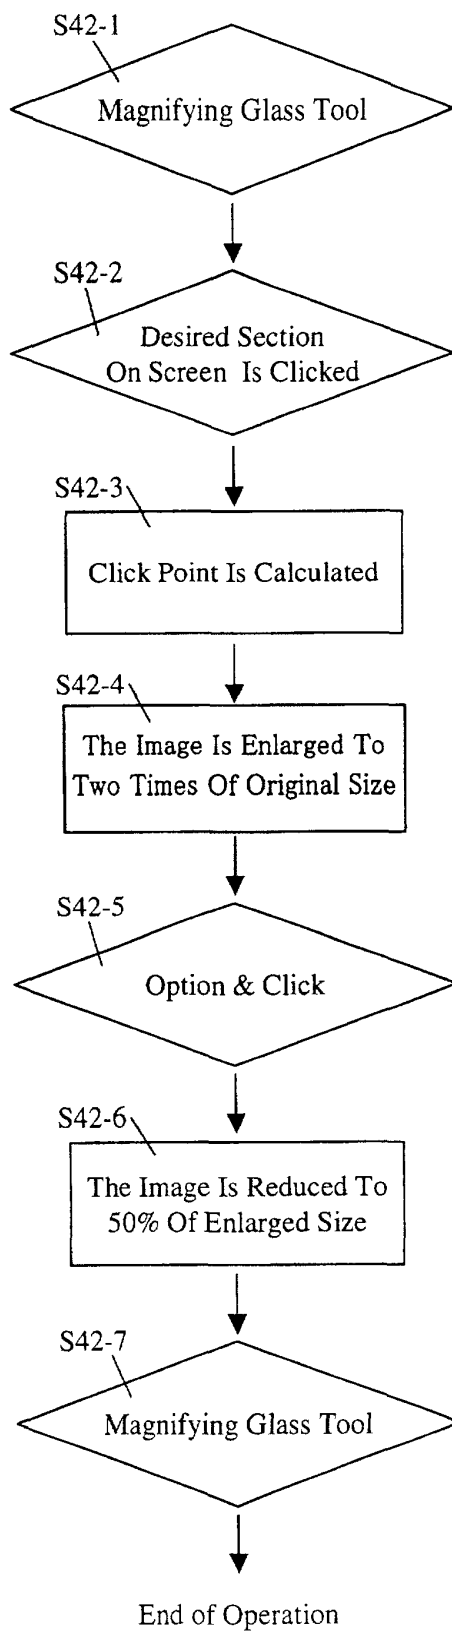 S42-1
Magnifying Glass Tool
S42-2
Desired Section
On Screen Is Clicked
S42-3
Click Point Is Calculated
S42-4
The Image Is Enlarged To
Two Times Of Original Size
S42-5
Option & Click
S42-6
The Image Is Reduced To
50% Of Enlarged Size
S42-7
Magnifying Glass Tool
End of Operation